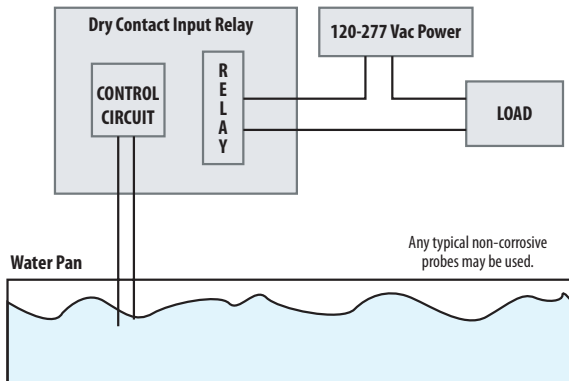 Dry Contact Input Relay
120-277 Vac Power
CONTROL
CIRCUIT
RELAY
LOAD
Any typical non-corrosive
probes may be used.
Water Pan